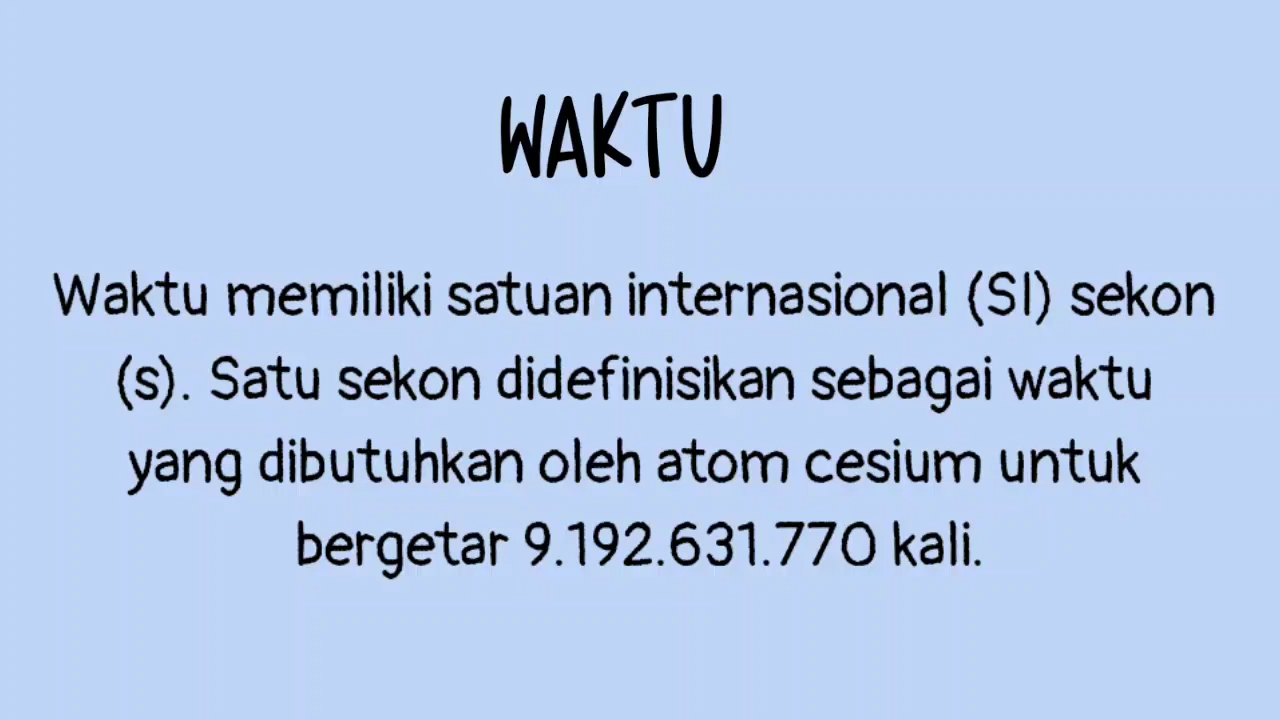 WAKTU
Waktu memiliki satuan internasional (SI) sekon
(s). Satu sekon didefinisikan sebagai waktu
yang dibutuhkan oleh atom cesium untuk
bergetar 9.192.631.770 kali.